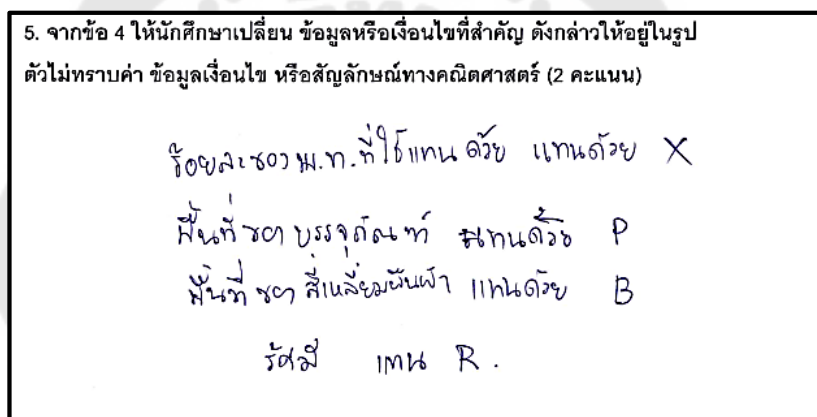 5. จากข้อ 4 ให้นักศึกษาเปลี่ยน ข้อมูลหรือเงื่อนไขที่สำคัญ ดังกล่าวให้อยู่ในรูป
ตัวไม่ทราบค่า ข้อมูลเงื่อนไข หรือสัญลักษณ์ทางคณิตศาสตร์ (2 คะแนน)
ร้อยละของ พ.ท.ที่ใช้แทน ด้วย แทนด้วย X
พื้นที่ของ บรรจุภัณฑ์ แทนด้วย P
พื้นที่ของ สี่เหลี่ยมผืนผ้า แทนด้วย B
รัศมี แทน R.